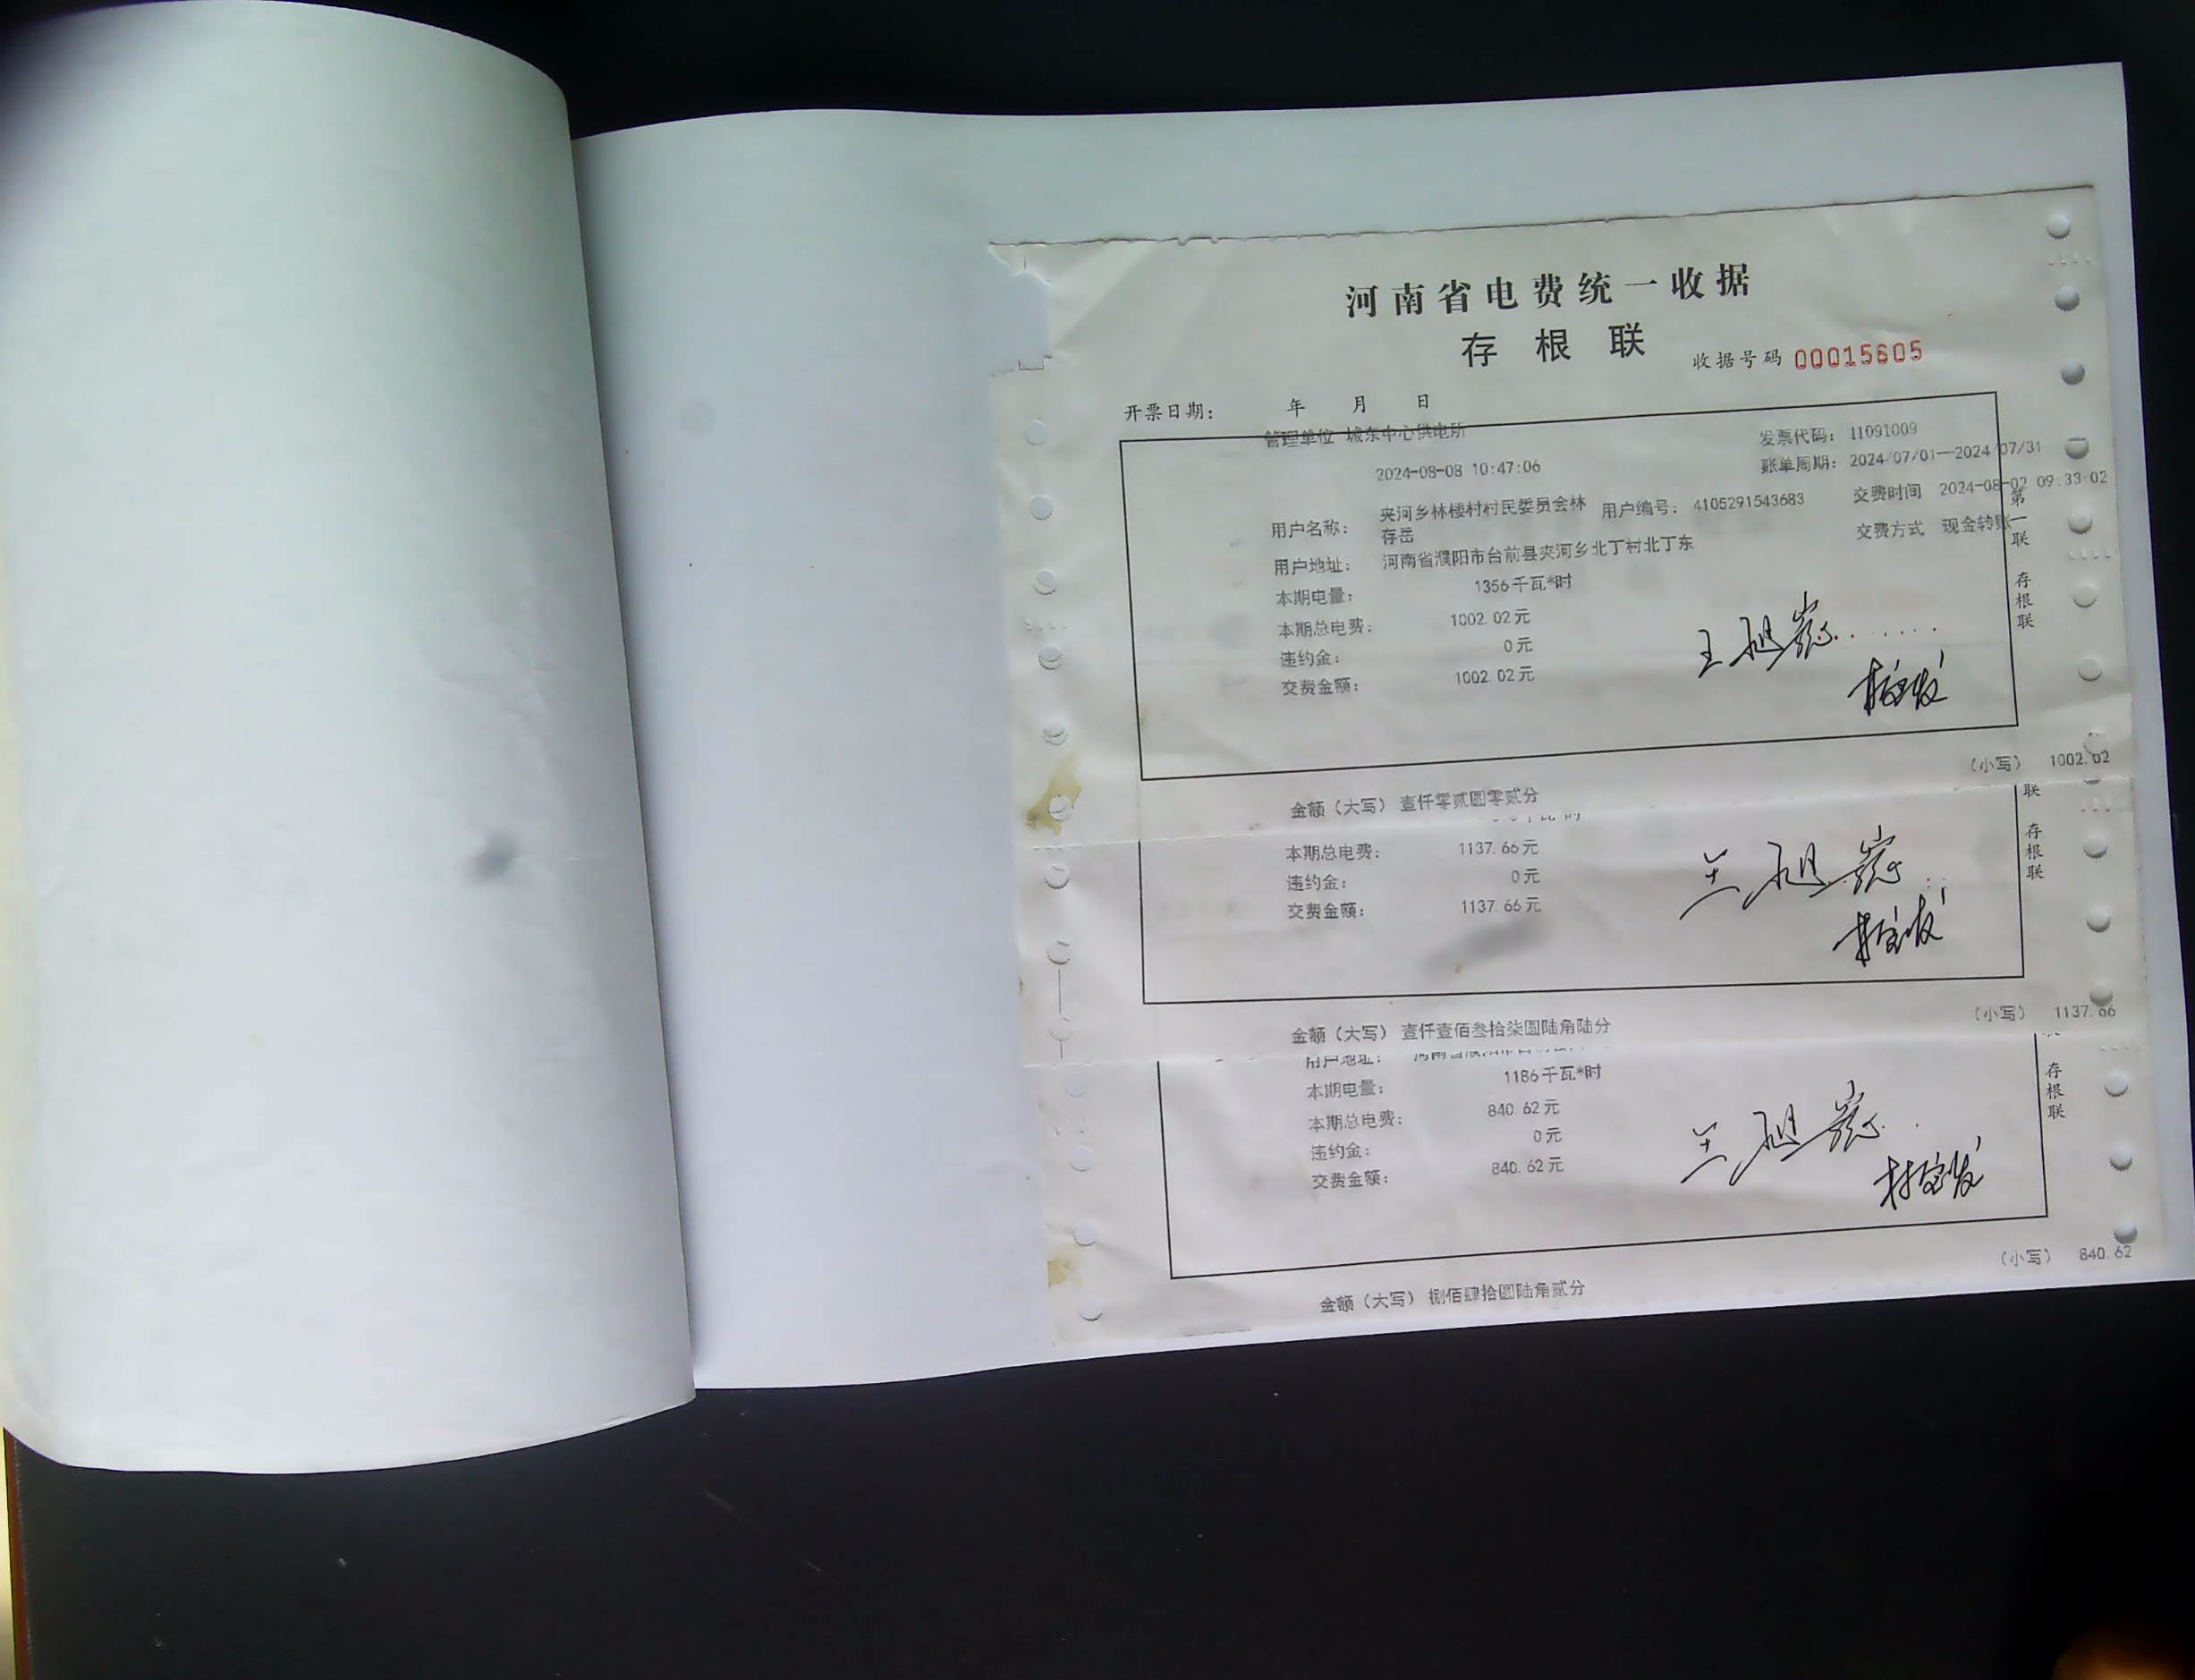 河南省电费统一收据
存根联
收据号码 00015605
开票日期： 年 月 日
管理单位 城东中心供电所
发票代码： 11091009
2024-08-08 10:47:06
账单周期： 2024/07/01—2024/07/31
用户名称： 夹河乡林楼村村民委员会林存岳
用户编号： 4105291543683
交费时间 2024-08-02 09:33:02
用户地址： 河南省濮阳市台前县夹河乡北丁村北丁东
交费方式 现金转账
本期电量： 1356千瓦*时
本期总电费： 1002.02元
违约金： 0元
交费金额： 1002.02元
第一联 存根联
金额（大写） 壹仟零贰圆零贰分
（小写） 1002.02
本期总电费： 1137.66元
违约金： 0元
交费金额： 1137.66元
联 存根联
金额（大写） 壹仟壹佰叁拾柒圆陆角陆分
（小写） 1137.66
用户地址：
本期电量： 1186千瓦*时
本期总电费： 840.62元
违约金： 0元
交费金额： 840.62元
存根联
金额（大写） 捌佰肆拾圆陆角贰分
（小写） 840.62